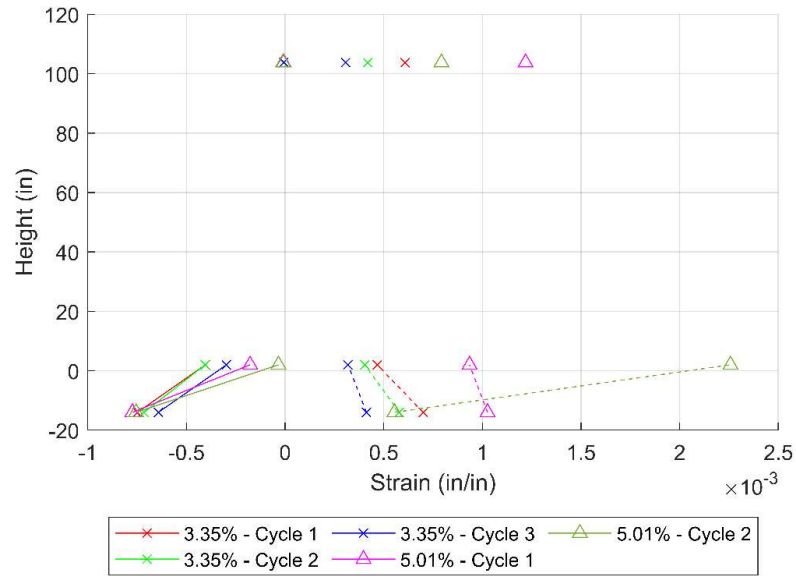 120
100
80
60
40
20
0
-20
Height (in)
-1 -0.5 0 0.5 1 1.5 2 2.5
Strain (in/in) ×10-3
3.35% - Cycle 1 3.35% - Cycle 3 5.01% - Cycle 2
3.35% - Cycle 2 5.01% - Cycle 1